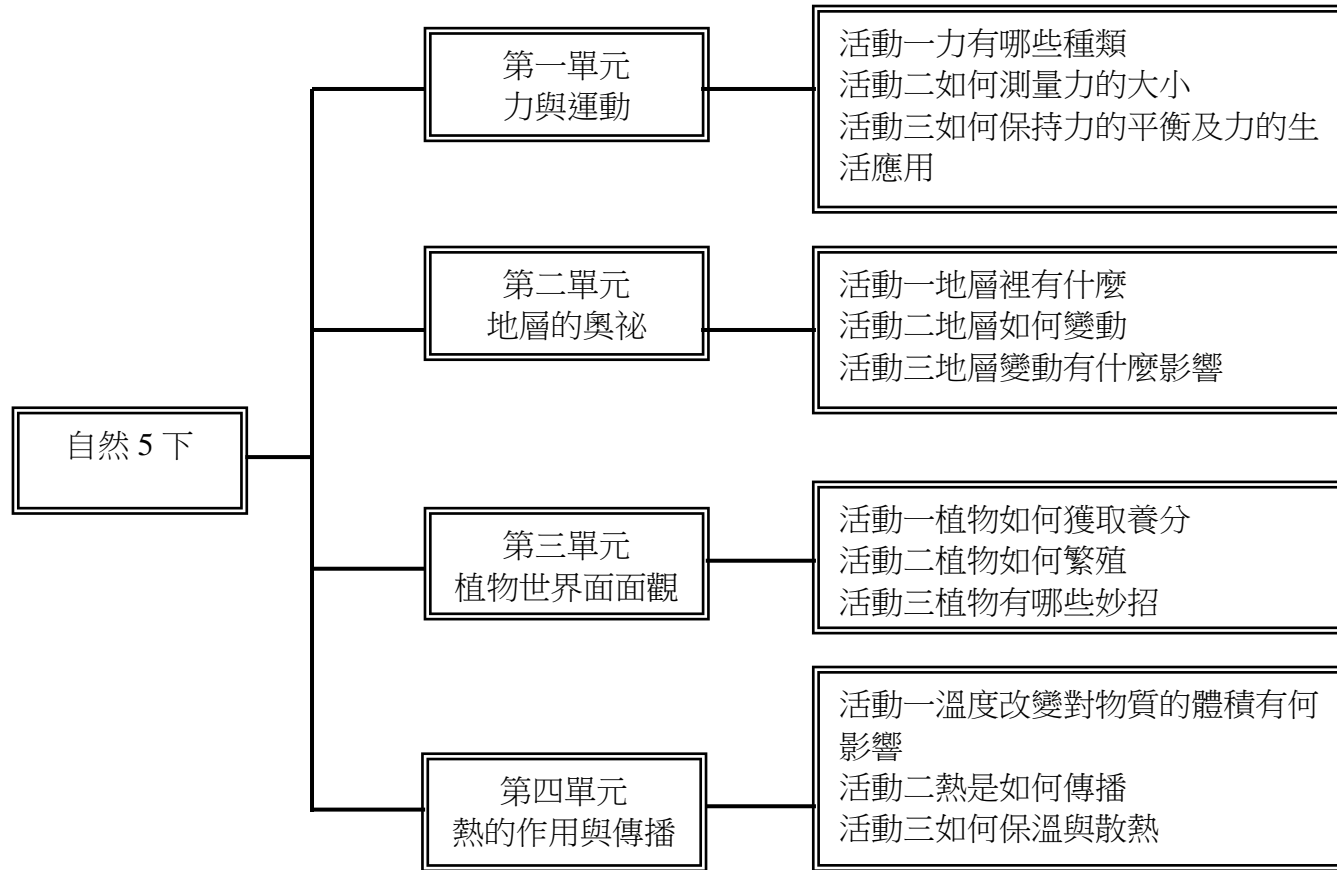 自然 5 下
第一單元
力與運動
活動一力有哪些種類
活動二如何測量力的大小
活動三如何保持力的平衡及力的生
活應用
第二單元
地層的奧祕
活動一地層裡有什麼
活動二地層如何變動
活動三地層變動有什麼影響
第三單元
植物世界面面觀
活動一植物如何獲取養分
活動二植物如何繁殖
活動三植物有哪些妙招
第四單元
熱的作用與傳播
活動一溫度改變對物質的體積有何
影響
活動二熱是如何傳播
活動三如何保溫與散熱